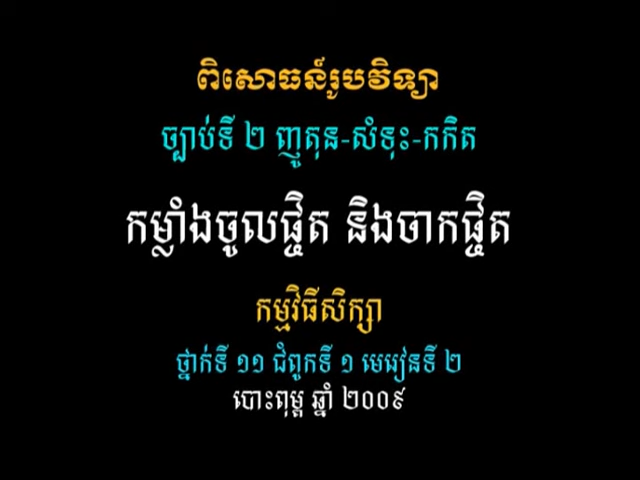 ពិសោធន៍រូបវិទ្យា
ច្បាប់ទី ២ ញូតុន-សំទុះ-កកិត
កម្លាំងចូលផ្ចិត និងចាកផ្ចិត
កម្មវិធីសិក្សា
ថ្នាក់ទី ១១ ជំពូកទី ១ មេរៀនទី ២
បោះពុម្ព ឆ្នាំ ២០០៩